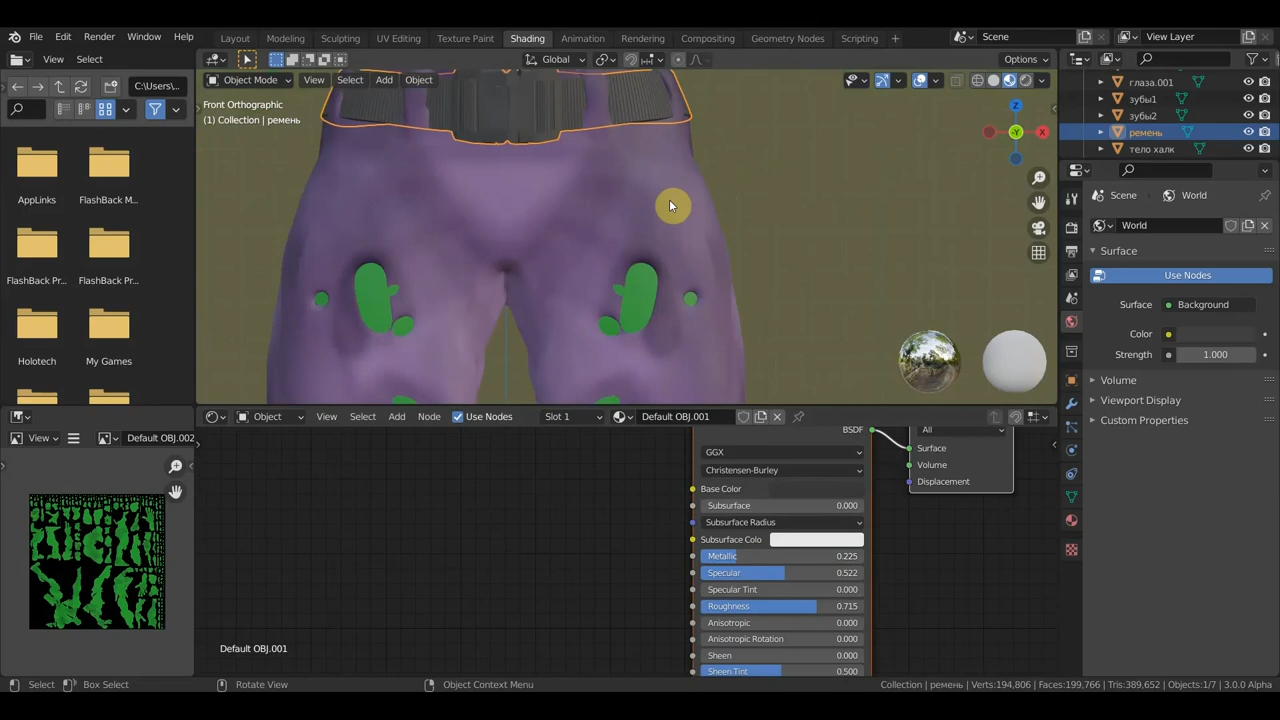 File Edit Render Window Help Layout Modeling Sculpting UV Editing Texture Paint Shading Animation Rendering Compositing Geometry Nodes Scripting + Scene View Layer
View Select Global Options
C:\Users\...
Object Mode View Select Add Object
Front Orthographic
(1) Collection | ремень
Z
X
-Y
глаза.001
зубы1
зубы2
ремень
тело халк
Scene World
World
Surface
Use Nodes
Surface Background
Color
Strength 1.000
Volume
Viewport Display
Custom Properties
AppLinks FlashBack M...
FlashBack Pr... FlashBack Pr...
Holotech My Games
View Default OBJ.002
Object View Select Add Node Use Nodes Slot 1 Default OBJ.001
BSDF
GGX
Christensen-Burley
Base Color
Subsurface 0.000
Subsurface Radius
Subsurface Colo
Metallic 0.225
Specular 0.522
Specular Tint 0.000
Roughness 0.715
Anisotropic 0.000
Anisotropic Rotation 0.000
Sheen 0.000
Sheen Tint 0.500
All
Surface
Volume
Displacement
Default OBJ.001
Select Box Select Rotate View Object Context Menu Collection | ремень | Verts:194,806 | Faces:199,766 | Tris:389,652 | Objects:1/7 | 3.0.0 Alpha